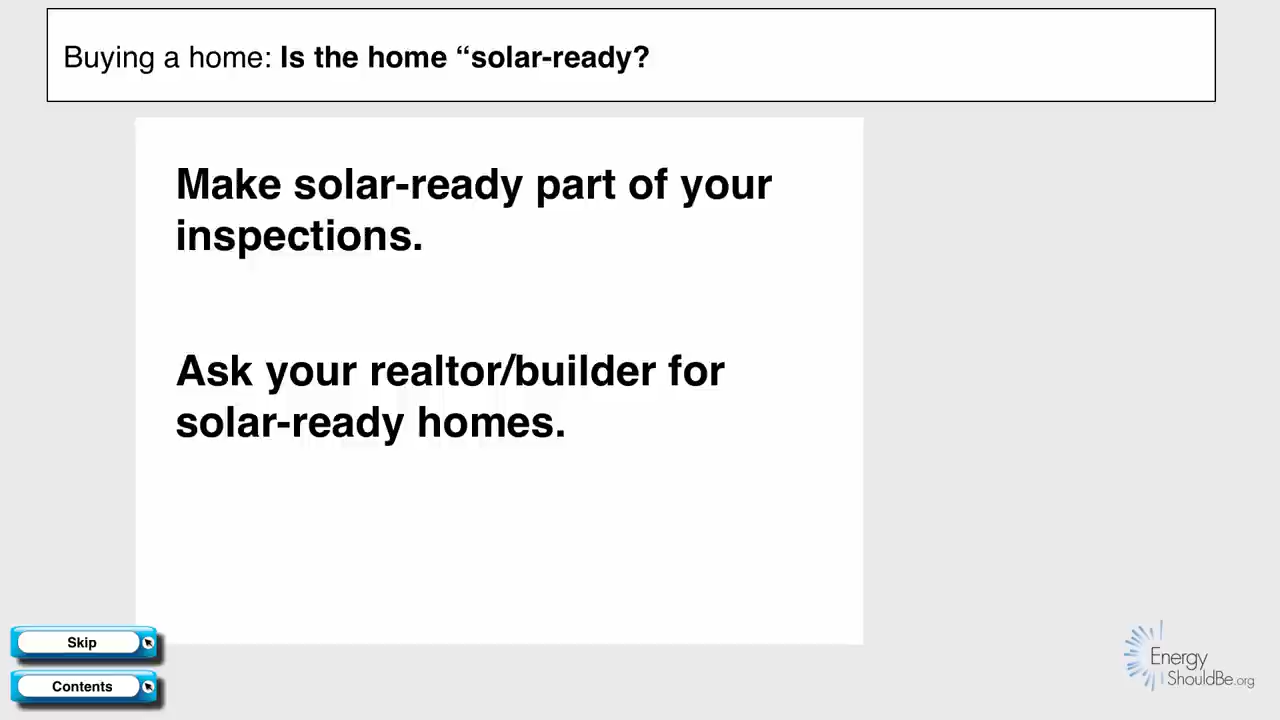 Buying a home: Is the home “solar-ready?
Make solar-ready part of your
inspections.
Ask your realtor/builder for
solar-ready homes.
Skip
Contents
Energy
ShouldBe.org